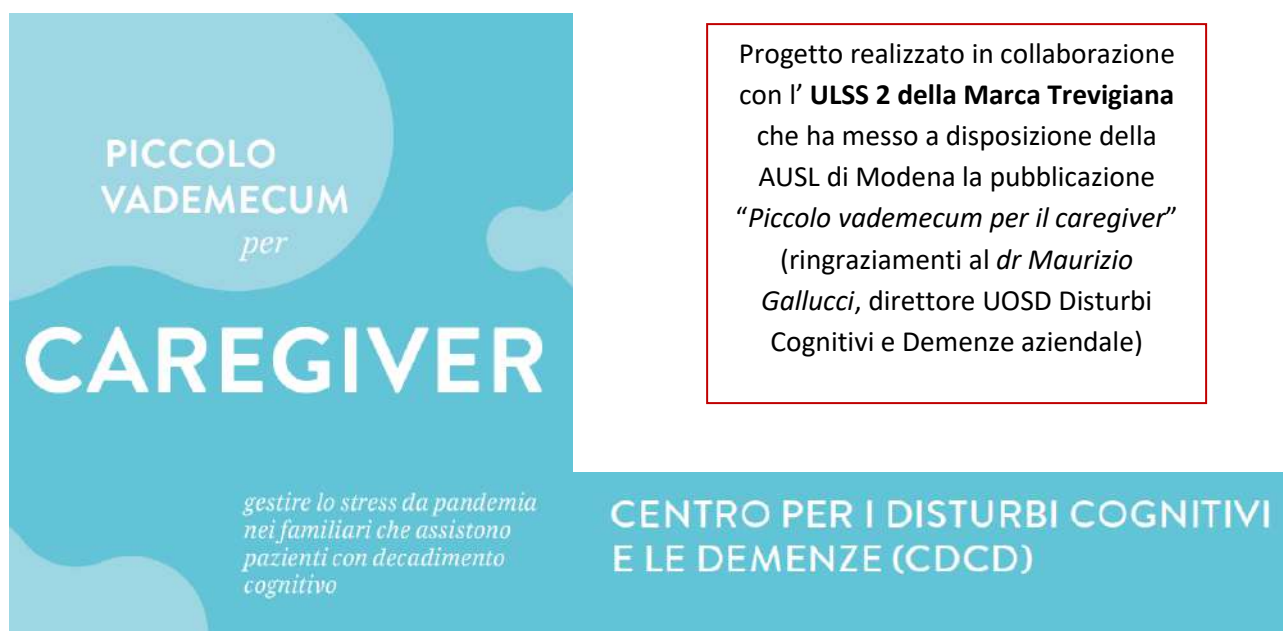 PICCOLO
VADEMECUM
per
CAREGIVER
gestire lo stress da pandemia
nei familiari che assistono
pazienti con decadimento
cognitivo
Progetto realizzato in collaborazione
con l’ ULSS 2 della Marca Trevigiana
che ha messo a disposizione della
AUSL di Modena la pubblicazione
“Piccolo vademecum per il caregiver”
(ringraziamenti al dr Maurizio
Gallucci, direttore UOSD Disturbi
Cognitivi e Demenze aziendale)
CENTRO PER I DISTURBI COGNITIVI
E LE DEMENZE (CDCD)